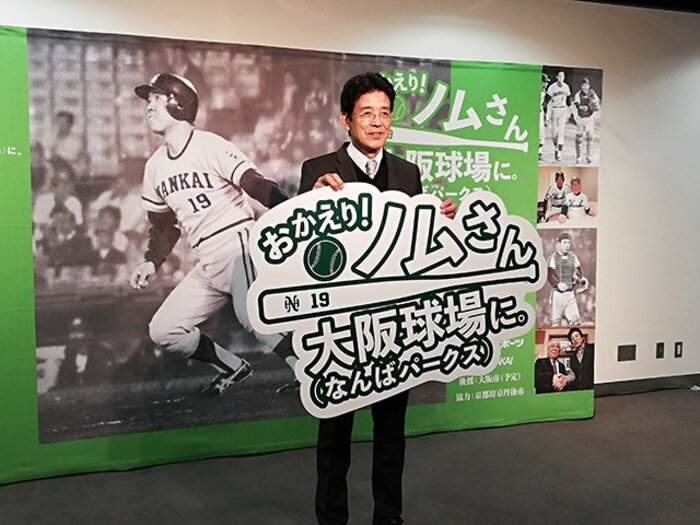 に。
NANKAI
19
おかえり!
ノムさん
大阪球場に。
おかえり!
ノムさん
19
大阪球場に。
(なんばパークス)
後援:大阪市(予定)
協力:京都府京丹後市